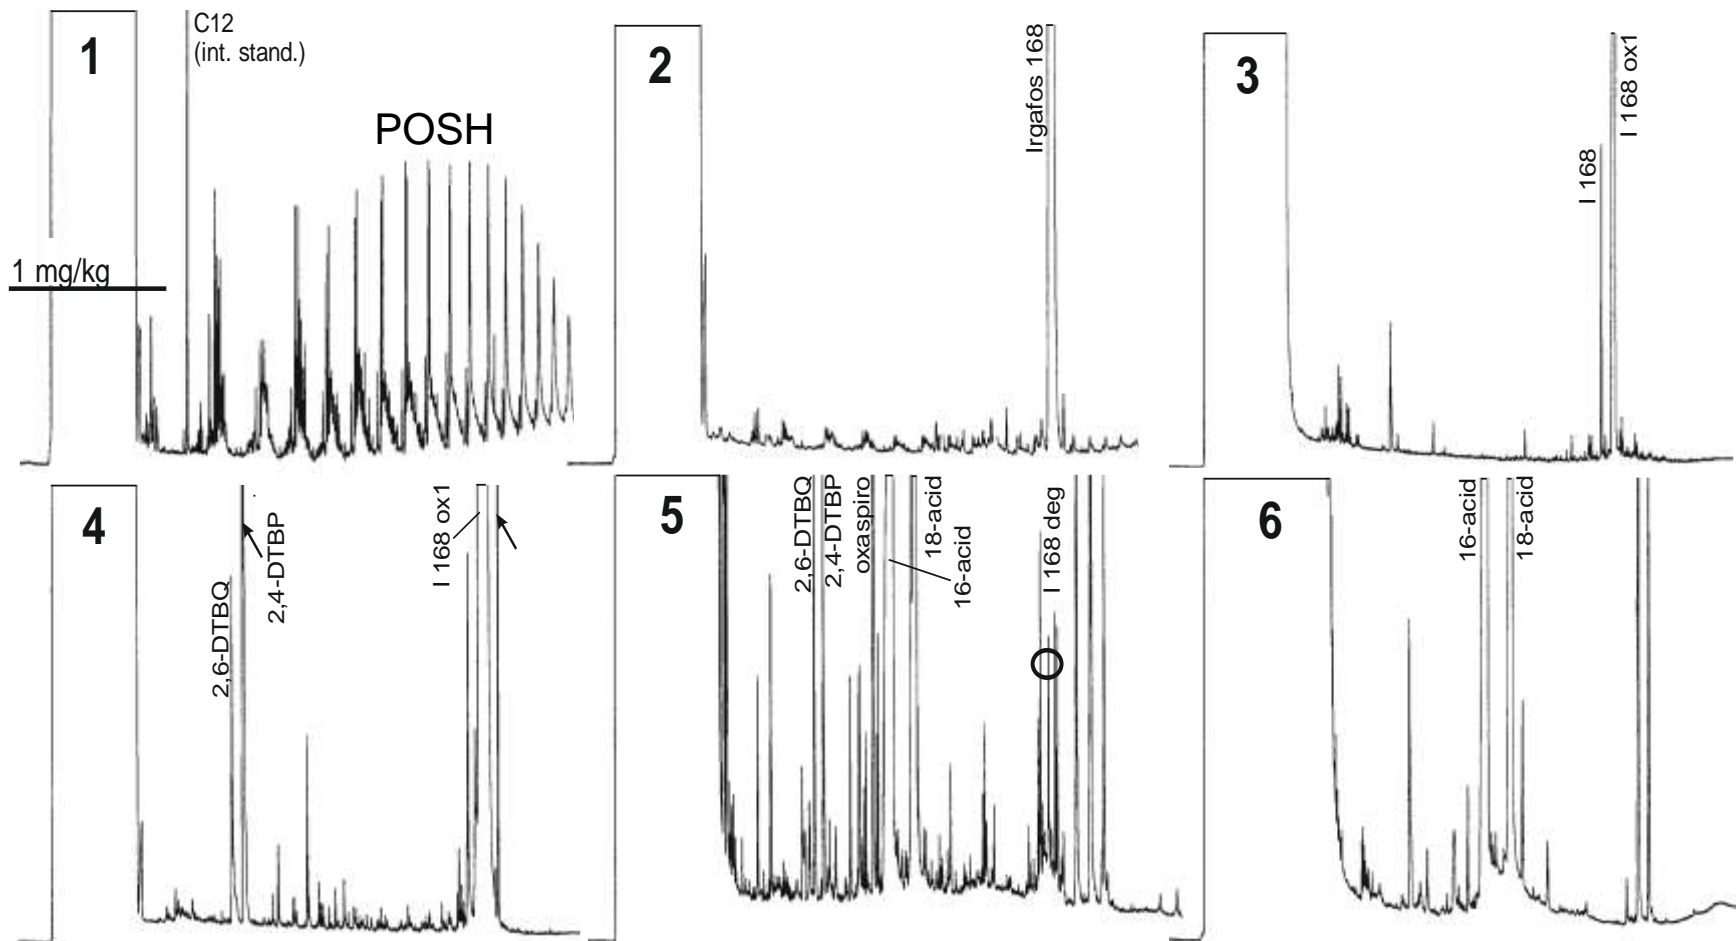 1
C12
(int. stand.)
POSH
1 mg/kg
2
Irgafos 168
3
I 168
I 168 ox1
4
2,6-DTBQ
2,4-DTBP
I 168 ox1
5
2,6-DTBQ
2,4-DTBP
oxaspiro
16-acid
18-acid
I 168 deg
6
16-acid
18-acid